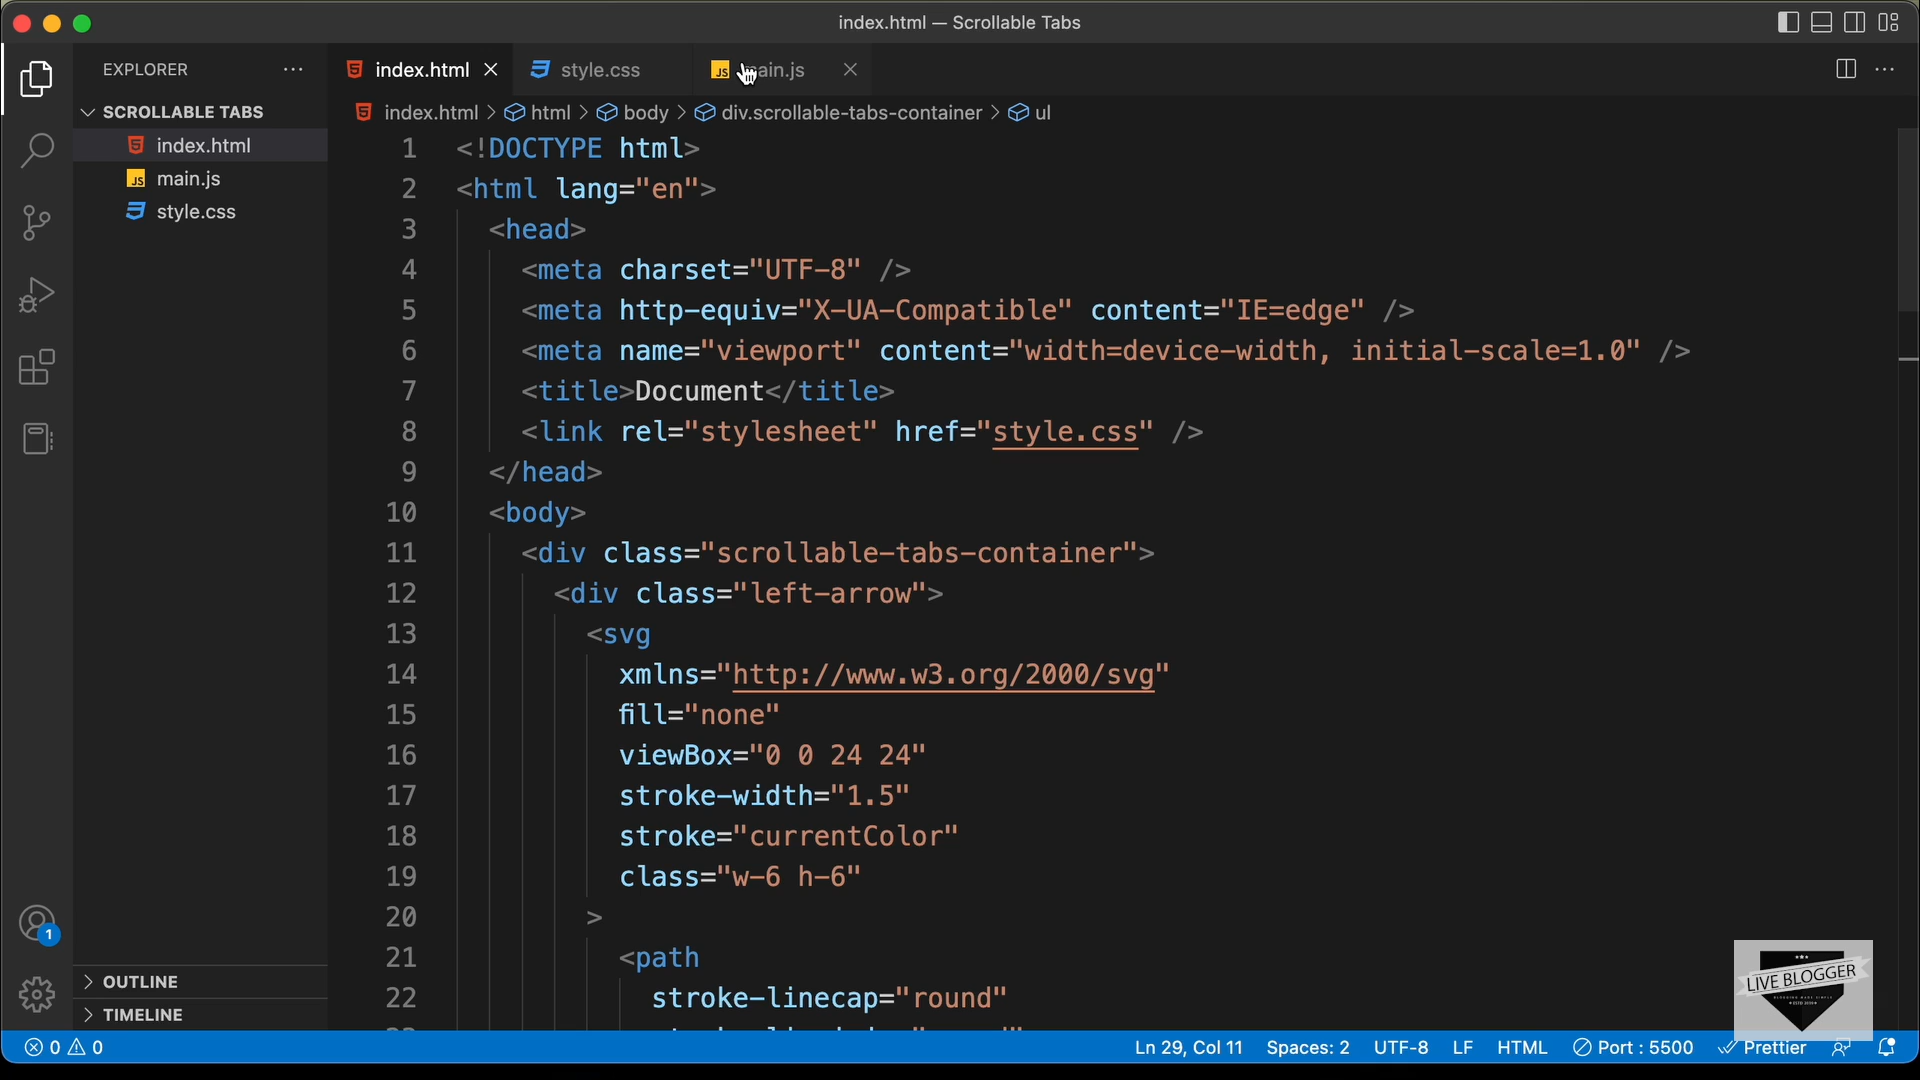 index.html — Scrollable Tabs
EXPLORER
index.html
style.css
main.js
SCROLLABLE TABS
index.html
main.js
style.css
index.html > html > body > div.scrollable-tabs-container > ul
1 <!DOCTYPE html>
2 <html lang="en">
3 <head>
4 <meta charset="UTF-8" />
5 <meta http-equiv="X-UA-Compatible" content="IE=edge" />
6 <meta name="viewport" content="width=device-width, initial-scale=1.0" />
7 <title>Document</title>
8 <link rel="stylesheet" href="style.css" />
9 </head>
10 <body>
11 <div class="scrollable-tabs-container">
12 <div class="left-arrow">
13 <svg
14 xmlns="http://www.w3.org/2000/svg"
15 fill="none"
16 viewBox="0 0 24 24"
17 stroke-width="1.5"
18 stroke="currentColor"
19 class="w-6 h-6"
20 >
21 <path
22 stroke-linecap="round"
1
OUTLINE
TIMELINE
LIVE BLOGGER
0 0
Ln 29, Col 11
Spaces: 2
UTF-8
LF
HTML
Port : 5500
Prettier